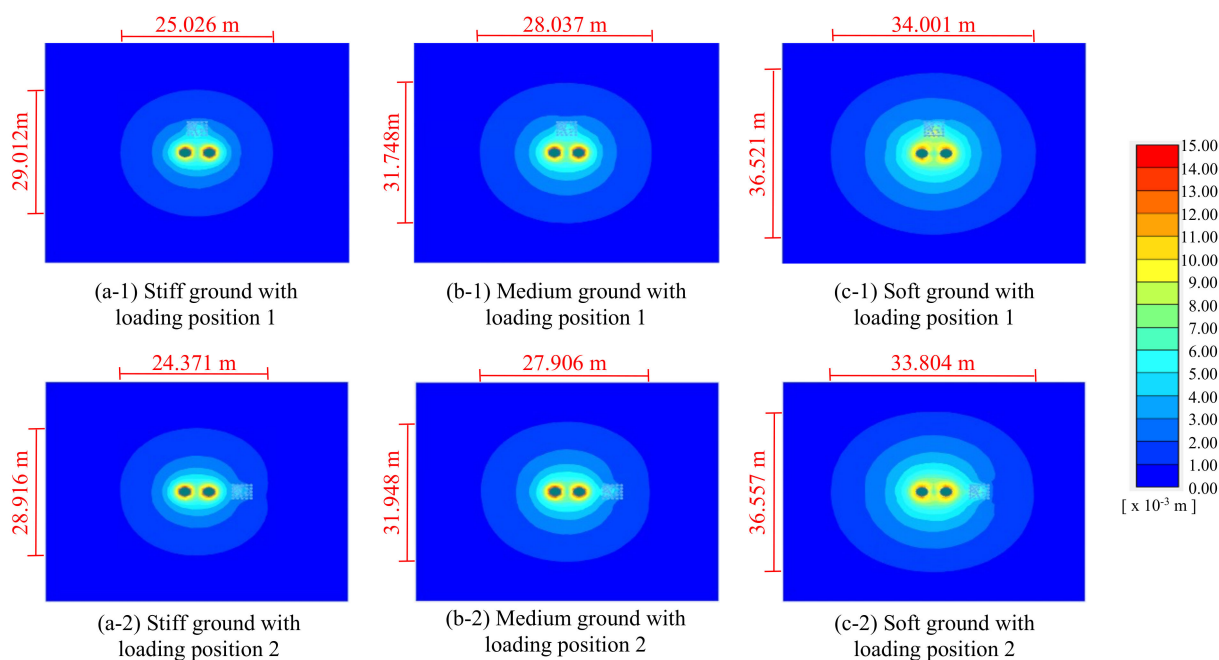 25.026 m
28.037 m
34.001 m
29.012m
31.748m
36.521 m
(a-1) Stiff ground with
loading position 1
(b-1) Medium ground with
loading position 1
(c-1) Soft ground with
loading position 1
24.371 m
27.906 m
33.804 m
28.916 m
31.948 m
36.557 m
(a-2) Stiff ground with
loading position 2
(b-2) Medium ground with
loading position 2
(c-2) Soft ground with
loading position 2
15.00
14.00
13.00
12.00
11.00
10.00
9.00
8.00
7.00
6.00
5.00
4.00
3.00
2.00
1.00
0.00
[ x 10⁻³ m ]